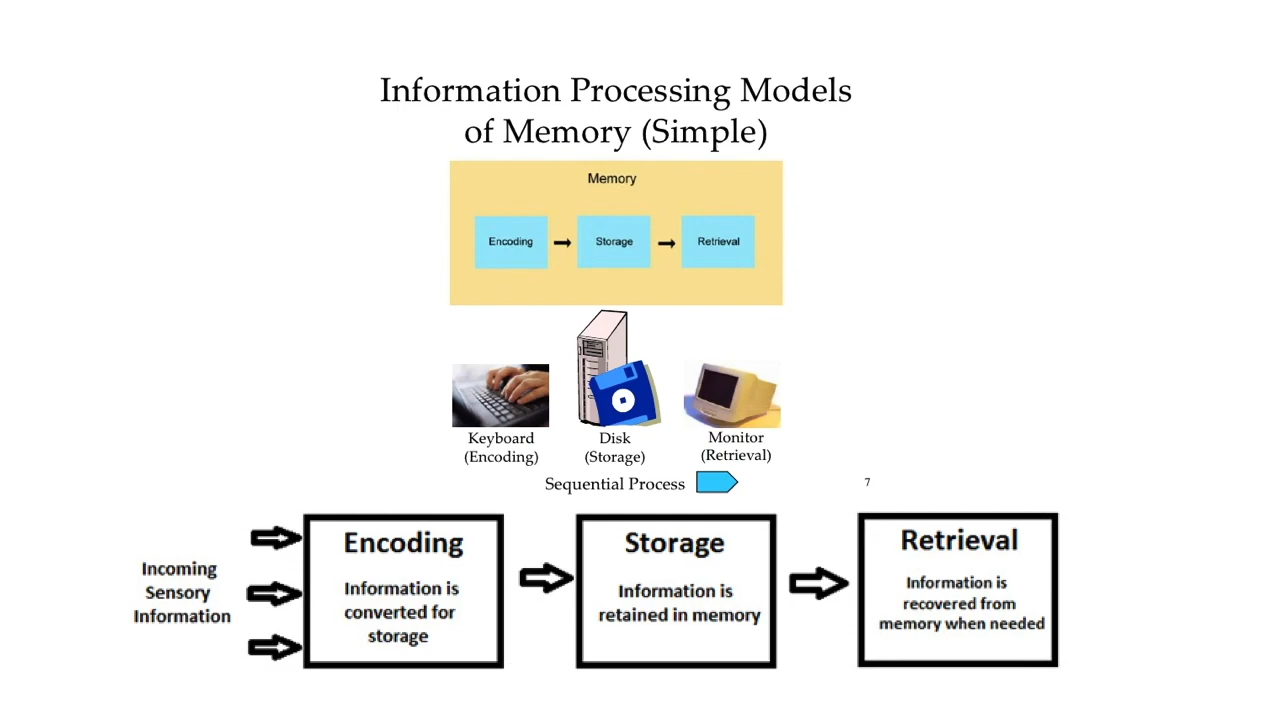 Information Processing Models
of Memory (Simple)
Memory
Encoding
Storage
Retrieval
Keyboard
(Encoding)
Disk
(Storage)
Monitor
(Retrieval)
Sequential Process
7
Incoming
Sensory
Information
Encoding
Information is
converted for
storage
Storage
Information is
retained in memory
Retrieval
Information is
recovered from
memory when needed